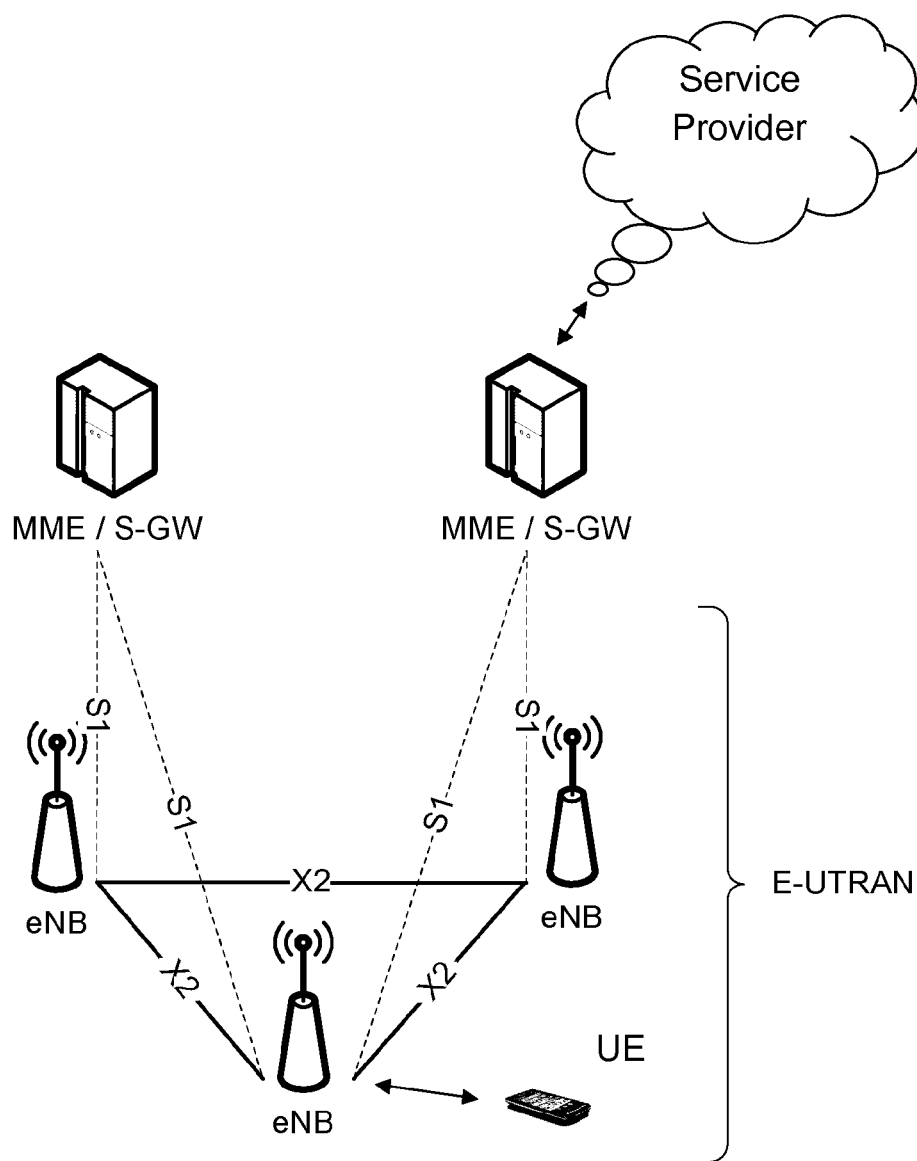 Service
Provider
MME / S-GW
MME / S-GW
S1
S1
S1
S1
X2
eNB
eNB
E-UTRAN
X2
X2
UE
eNB